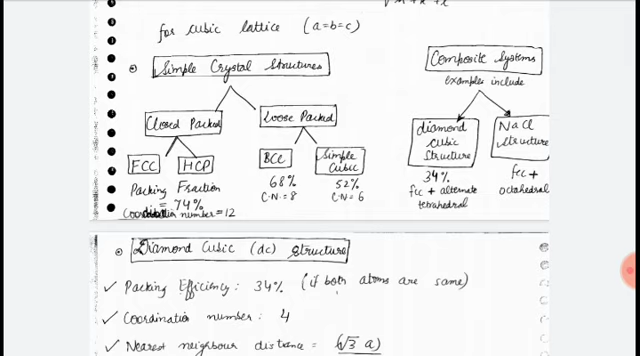 for cubic lattice (a=b=c)
Simple Crystal Structures
Composite Systems
examples include
Closed Packed
Loose Packed
diamond cubic structure
NaCl structure
FCC
HCP
BCC
Simple Cubic
Packing Fraction = 74%
Coordination number = 12
68%
C.N = 8
52%
C.N = 6
34%
fcc + alternate tetrahedral
fcc + octahedral
Diamond Cubic (dc) Structure
✓ Packing Efficiency: 34% (if both atoms are same)
✓ Coordination number: 4
✓ Nearest neighbour distance = (√3 a)